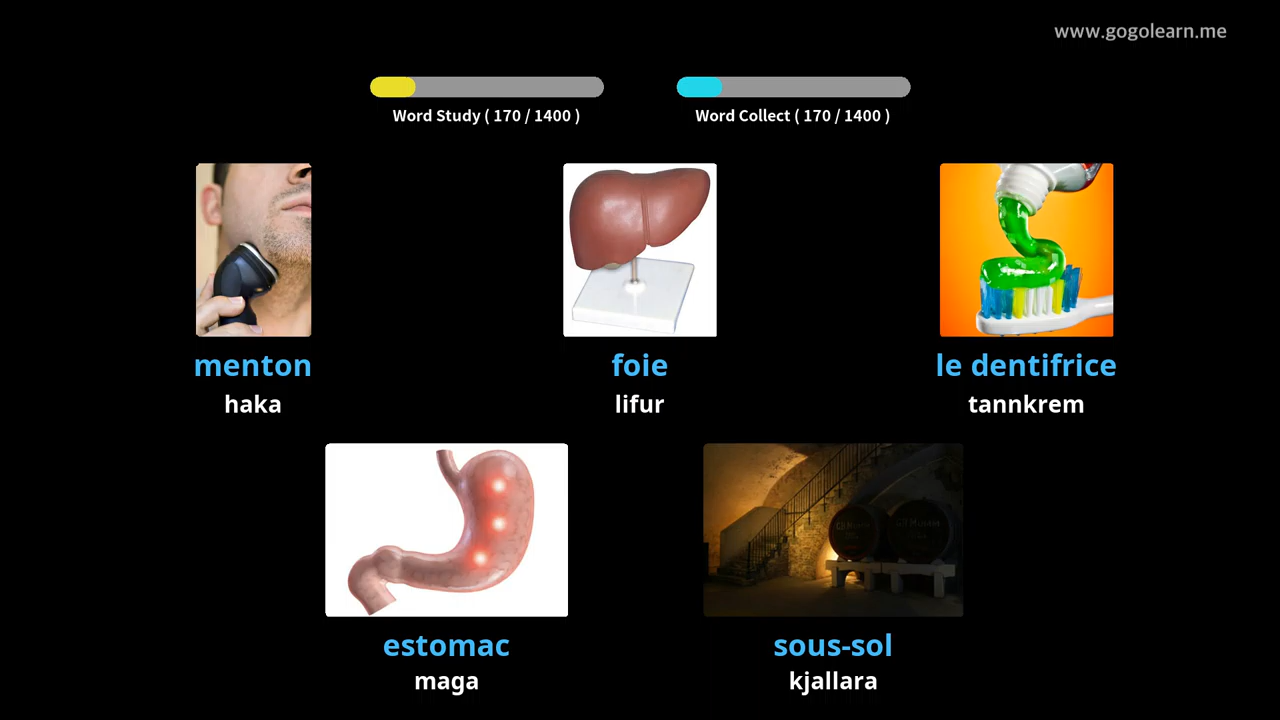 www.gogolearn.me
Word Study ( 170 / 1400 )
Word Collect ( 170 / 1400 )
menton
haka
foie
lifur
le dentifrice
tannkrem
estomac
maga
sous-sol
kjallara